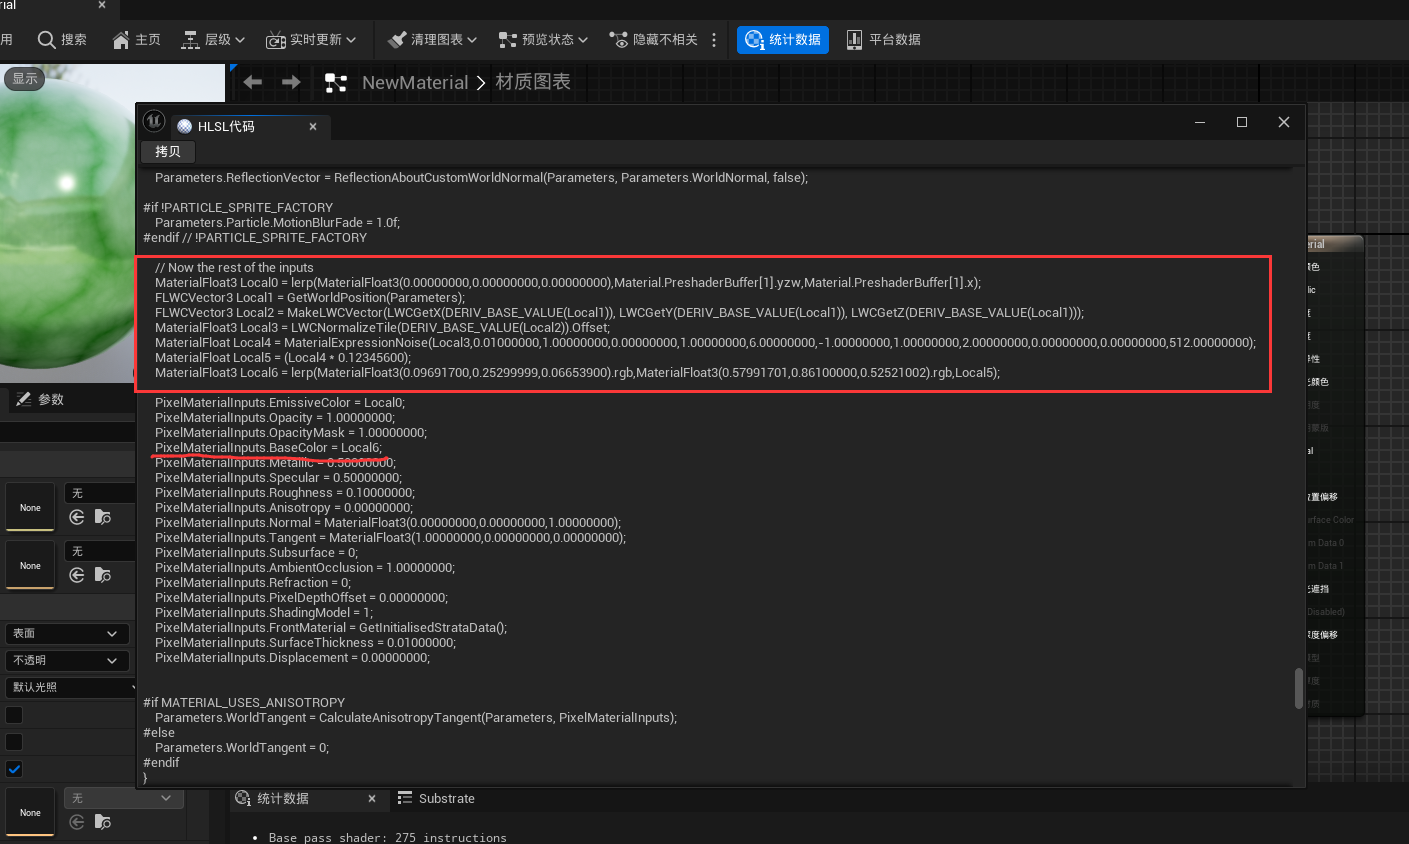 rial
用
搜索
主页
层级
实时更新
清理图表
预览状态
隐藏不相关
统计数据
平台数据
显示
NewMaterial
材质图表
HLSL代码
拷贝
Parameters.ReflectionVector = ReflectionAboutCustomWorldNormal(Parameters, Parameters.WorldNormal, false);
#if !PARTICLE_SPRITE_FACTORY
Parameters.Particle.MotionBlurFade = 1.0f;
#endif // !PARTICLE_SPRITE_FACTORY
// Now the rest of the inputs
MaterialFloat3 Local0 = lerp(MaterialFloat3(0.00000000,0.00000000,0.00000000),Material.PreshaderBuffer[1].yzw,Material.PreshaderBuffer[1].x);
FLWCVector3 Local1 = GetWorldPosition(Parameters);
FLWCVector3 Local2 = MakeLWCVector(LWCGetX(DERIV_BASE_VALUE(Local1)), LWCGetY(DERIV_BASE_VALUE(Local1)), LWCGetZ(DERIV_BASE_VALUE(Local1)));
MaterialFloat3 Local3 = LWCNormalizeTile(DERIV_BASE_VALUE(Local2)).Offset;
MaterialFloat Local4 = MaterialExpressionNoise(Local3,0.01000000,1.00000000,0.00000000,1.00000000,6.00000000,-1.00000000,1.00000000,2.00000000,0.00000000,0.00000000,512.00000000);
MaterialFloat Local5 = (Local4 * 0.12345600);
MaterialFloat3 Local6 = lerp(MaterialFloat3(0.09691700,0.25299999,0.06653900).rgb,MaterialFloat3(0.57991701,0.86100000,0.52521002).rgb,Local5);
PixelMaterialInputs.EmissiveColor = Local0;
PixelMaterialInputs.Opacity = 1.00000000;
PixelMaterialInputs.OpacityMask = 1.00000000;
PixelMaterialInputs.BaseColor = Local6;
PixelMaterialInputs.Metallic = 0.50000000;
PixelMaterialInputs.Specular = 0.50000000;
PixelMaterialInputs.Roughness = 0.10000000;
PixelMaterialInputs.Anisotropy = 0.00000000;
PixelMaterialInputs.Normal = MaterialFloat3(0.00000000,0.00000000,1.00000000);
PixelMaterialInputs.Tangent = MaterialFloat3(1.00000000,0.00000000,0.00000000);
PixelMaterialInputs.Subsurface = 0;
PixelMaterialInputs.AmbientOcclusion = 1.00000000;
PixelMaterialInputs.Refraction = 0;
PixelMaterialInputs.PixelDepthOffset = 0.00000000;
PixelMaterialInputs.ShadingModel = 1;
PixelMaterialInputs.FrontMaterial = GetInitialisedStrataData();
PixelMaterialInputs.SurfaceThickness = 0.01000000;
PixelMaterialInputs.Displacement = 0.00000000;
#if MATERIAL_USES_ANISOTROPY
Parameters.WorldTangent = CalculateAnisotropyTangent(Parameters, PixelMaterialInputs);
#else
Parameters.WorldTangent = 0;
#endif
}
参数
None
无
None
无
表面
不透明
默认光照
None
无
erial
颜色
lic
度
性
光颜色
al
位置偏移
urface Color
m Data 0
m Data 1
光遮挡
(Disabled)
深度偏移
统计数据
Substrate
• Base pass shader: 275 instructions